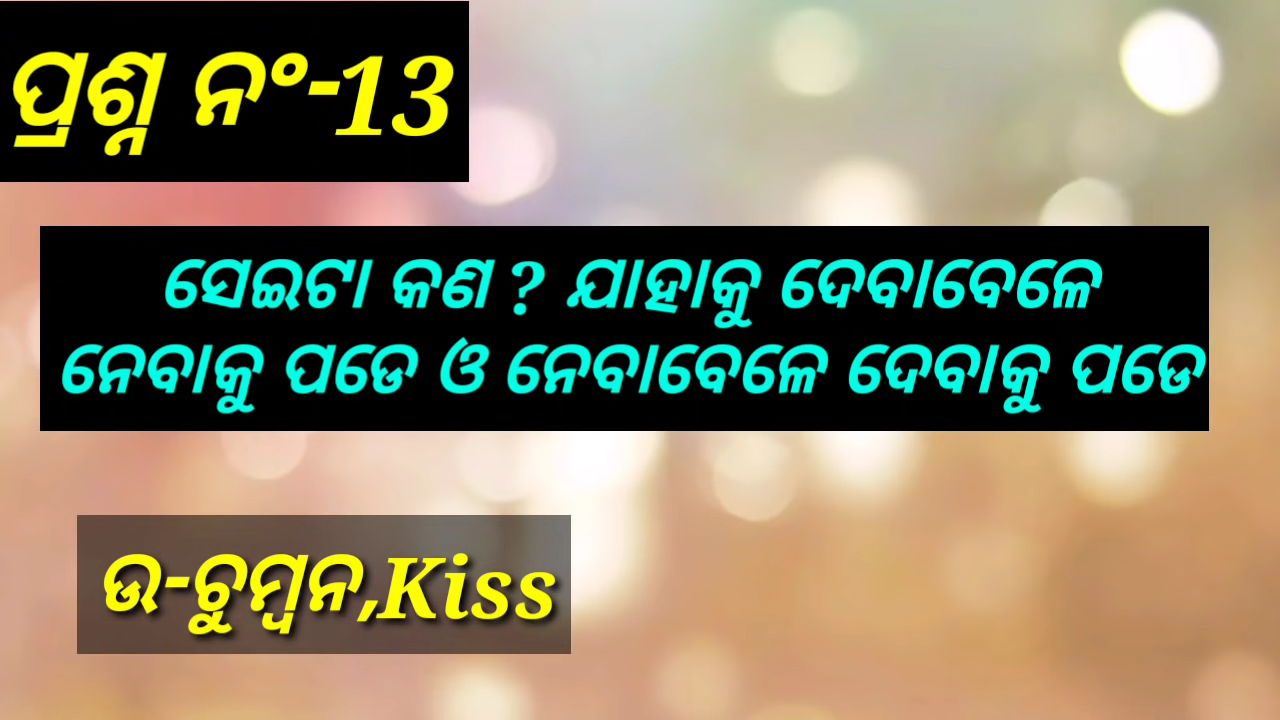 ପ୍ରଶ୍ନ ନଂ-13
ସେଇଟା କଣ ? ଯାହାକୁ ଦେବାବେଳେ
ନେବାକୁ ପଡେ ଓ ନେବାବେଳେ ଦେବାକୁ ପଡେ
ଉ-ଚୁମ୍ବନ,Kiss